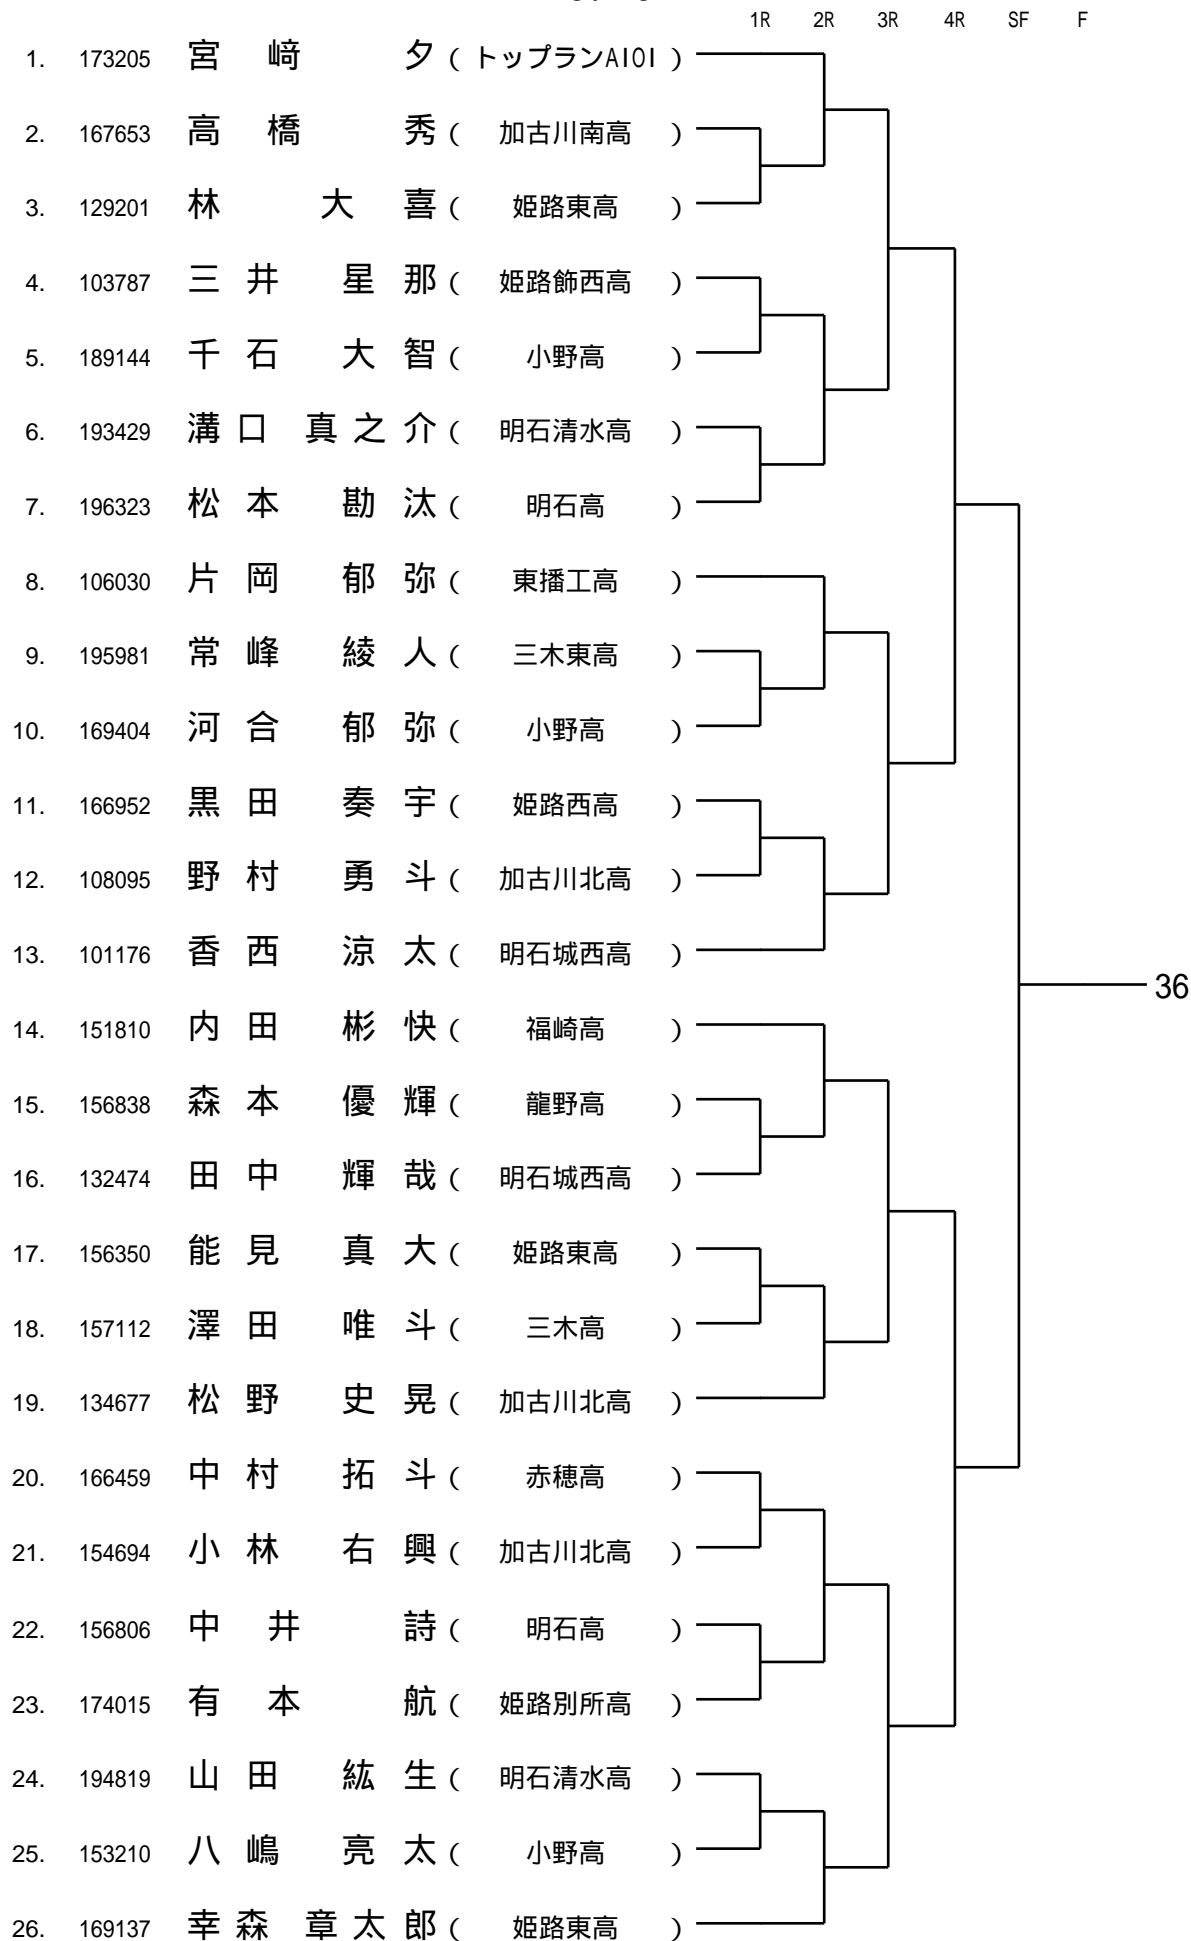 1R 2R 3R 4R SF F
1. 173205 宮﨑 夕 ( トップランAIOI )
2. 167653 高橋 秀 ( 加古川南高 )
3. 129201 林 大喜 ( 姫路東高 )
4. 103787 三井 星那 ( 姫路飾西高 )
5. 189144 千石 大智 ( 小野高 )
6. 193429 溝口 真之介 ( 明石清水高 )
7. 196323 松本 勘汰 ( 明石高 )
8. 106030 片岡 郁弥 ( 東播工高 )
9. 195981 常峰 綾人 ( 三木東高 )
10. 169404 河合 郁弥 ( 小野高 )
11. 166952 黒田 奏宇 ( 姫路西高 )
12. 108095 野村 勇斗 ( 加古川北高 )
13. 101176 香西 涼太 ( 明石城西高 )
36
14. 151810 内田 彬快 ( 福崎高 )
15. 156838 森本 優輝 ( 龍野高 )
16. 132474 田中 輝哉 ( 明石城西高 )
17. 156350 能見 真大 ( 姫路東高 )
18. 157112 澤田 唯斗 ( 三木高 )
19. 134677 松野 史晃 ( 加古川北高 )
20. 166459 中村 拓斗 ( 赤穂高 )
21. 154694 小林 右興 ( 加古川北高 )
22. 156806 中井 詩 ( 明石高 )
23. 174015 有本 航 ( 姫路別所高 )
24. 194819 山田 紘生 ( 明石清水高 )
25. 153210 八嶋 亮太 ( 小野高 )
26. 169137 幸森 章太郎 ( 姫路東高 )